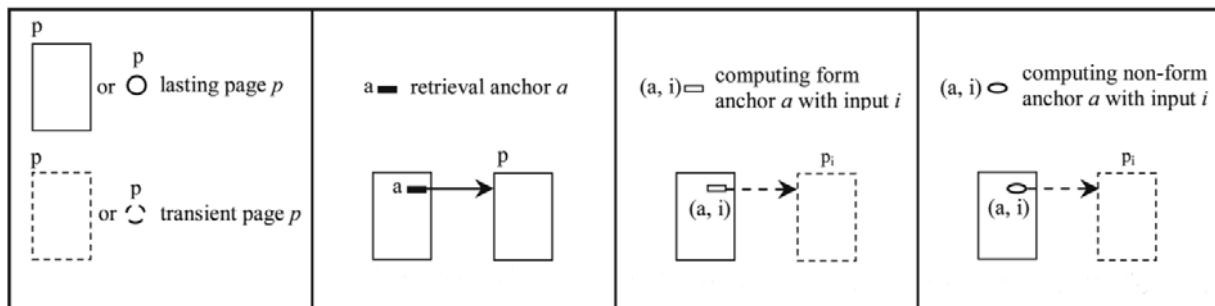 p
p
or lasting page p
p
p
or transient page p
a retrieval anchor a
p
a
(a, i) computing form
anchor a with input i
pi
(a, i)
(a, i) computing non-form
anchor a with input i
pi
(a, i)